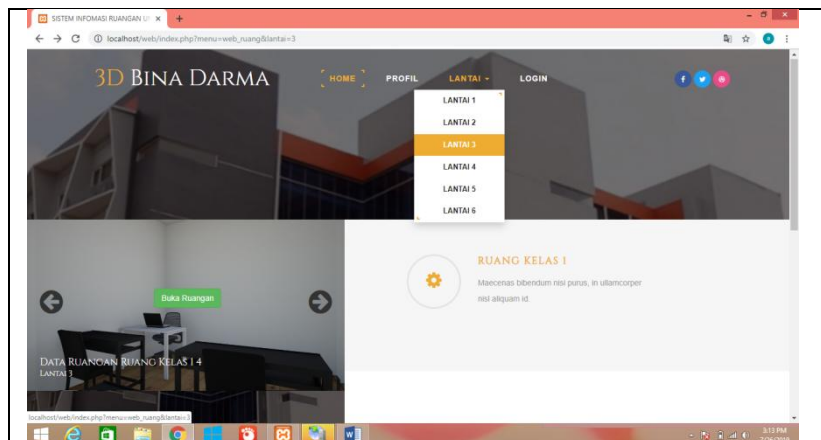 SISTEM INFOMASI RUANGAN
localhost/web/index.php?menu=web_ruang&lantai=3
3D BINA DARMA
HOME
PROFIL
LANTAI
LOGIN
LANTAI 1
LANTAI 2
LANTAI 3
LANTAI 4
LANTAI 5
LANTAI 6
Buka Ruangan
DATA RUANGAN RUANG KELAS 1 4
LANTAI 3
RUANG KELAS 1
Maecenas bibendum nisi purus, in ullamcorper
nisl aliquam id.
localhost/web/index.php?menu=web_ruang&lantai=3
3:13 PM